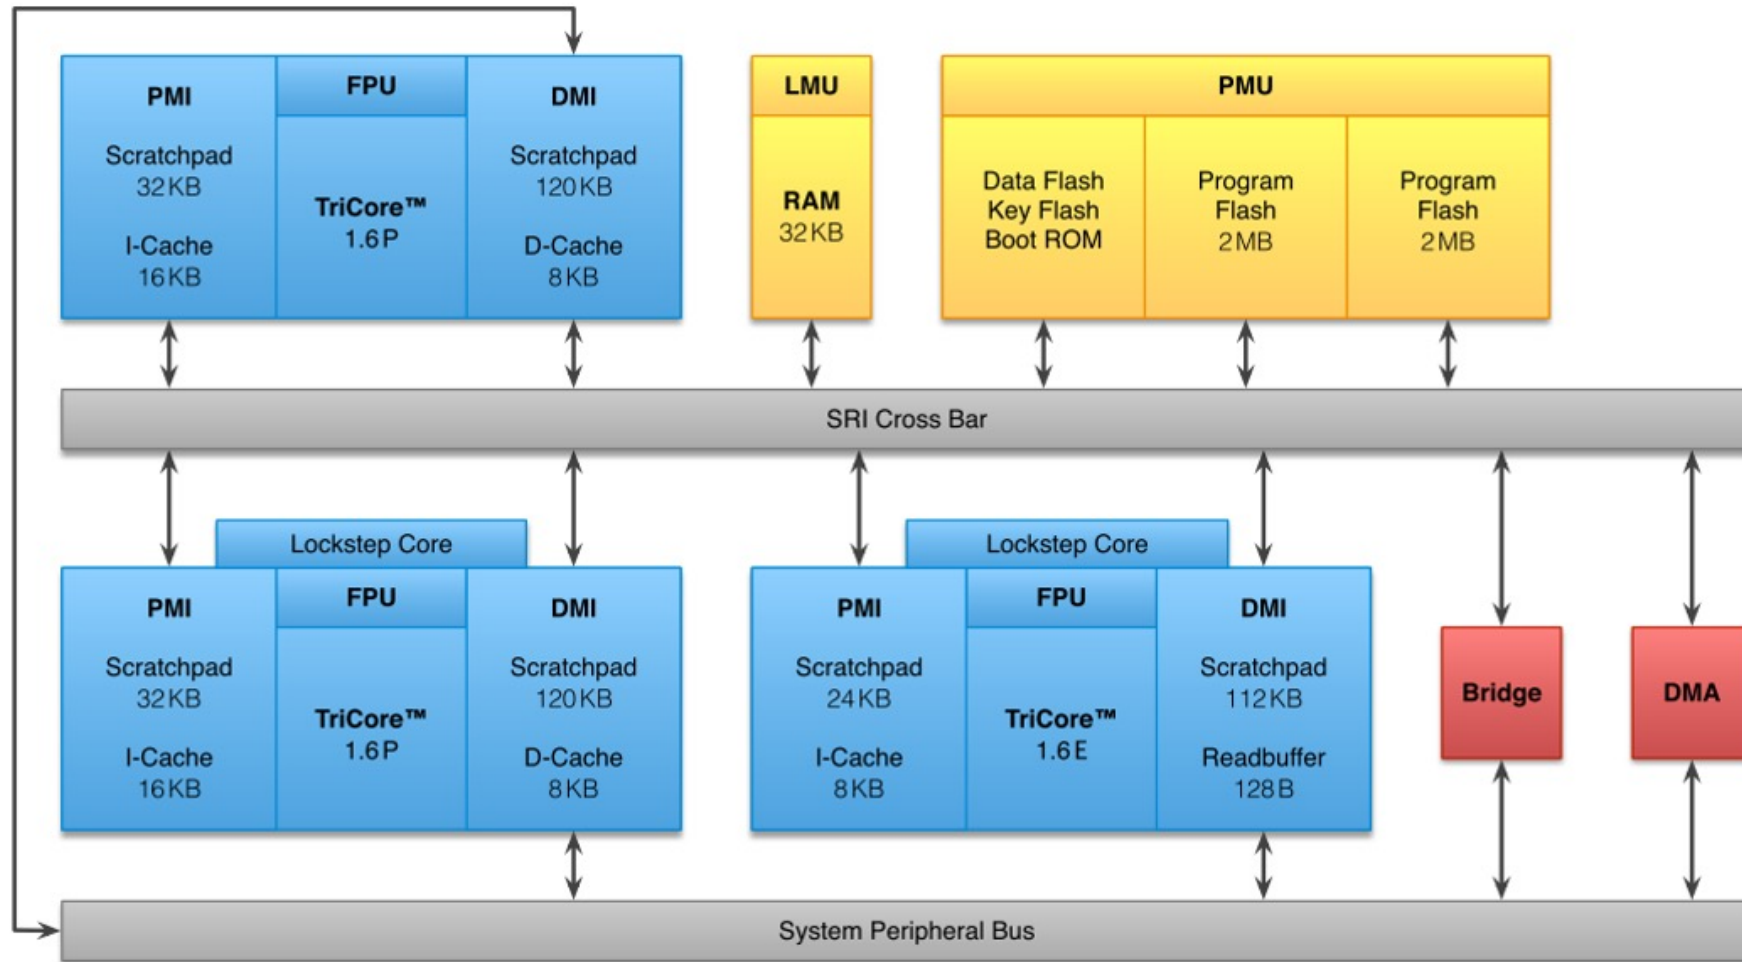 PMI
Scratchpad
32KB
I-Cache
16KB
FPU
TriCore™
1.6P
DMI
Scratchpad
120KB
D-Cache
8KB
LMU
RAM
32KB
PMU
Data Flash
Key Flash
Boot ROM
Program
Flash
2MB
Program
Flash
2MB
SRI Cross Bar
Lockstep Core
PMI
Scratchpad
32KB
I-Cache
16KB
FPU
TriCore™
1.6P
DMI
Scratchpad
120KB
D-Cache
8KB
Lockstep Core
PMI
Scratchpad
24KB
I-Cache
8KB
FPU
TriCore™
1.6E
DMI
Scratchpad
112KB
Readbuffer
128B
Bridge
DMA
System Peripheral Bus